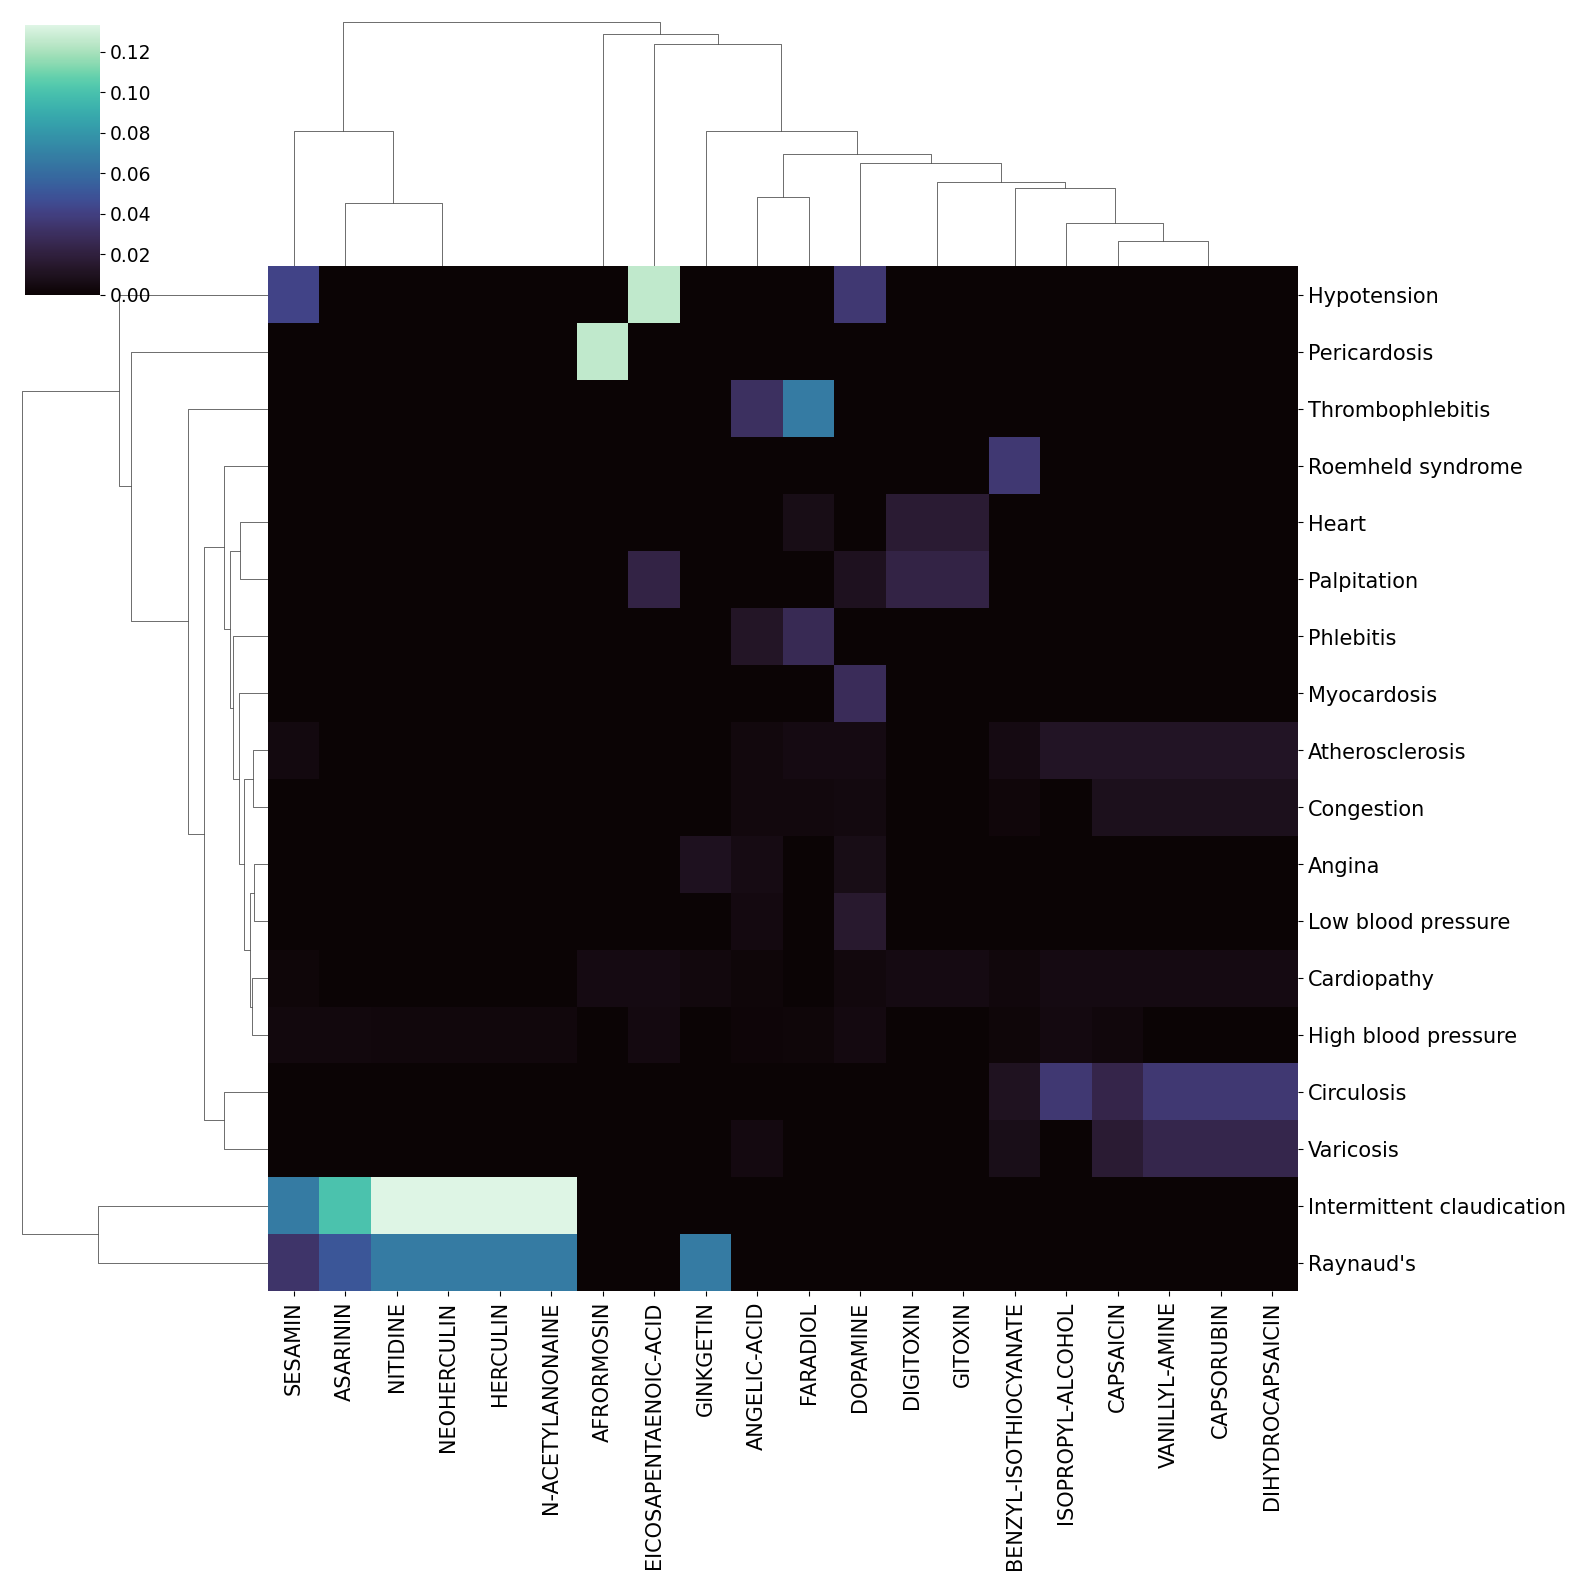 0.12
0.10
0.08
0.06
0.04
0.02
0.00
Hypotension
Pericardosis
Thrombophlebitis
Roemheld syndrome
Heart
Palpitation
Phlebitis
Myocardosis
Atherosclerosis
Congestion
Angina
Low blood pressure
Cardiopathy
High blood pressure
Circulosis
Varicosis
Intermittent claudication
Raynaud's
SESAMIN
ASARININ
NITIDINE
NEOHERCULIN
HERCULIN
N-ACETYLANONAINE
AFRORMOSIN
EICOSAPENTAENOIC-ACID
GINKGETIN
ANGELIC-ACID
FARADIOL
DOPAMINE
DIGITOXIN
GITOXIN
BENZYL-ISOTHIOCYANATE
ISOPROPYL-ALCOHOL
CAPSAICIN
VANILLYL-AMINE
CAPSORUBIN
DIHYDROCAPSAICIN